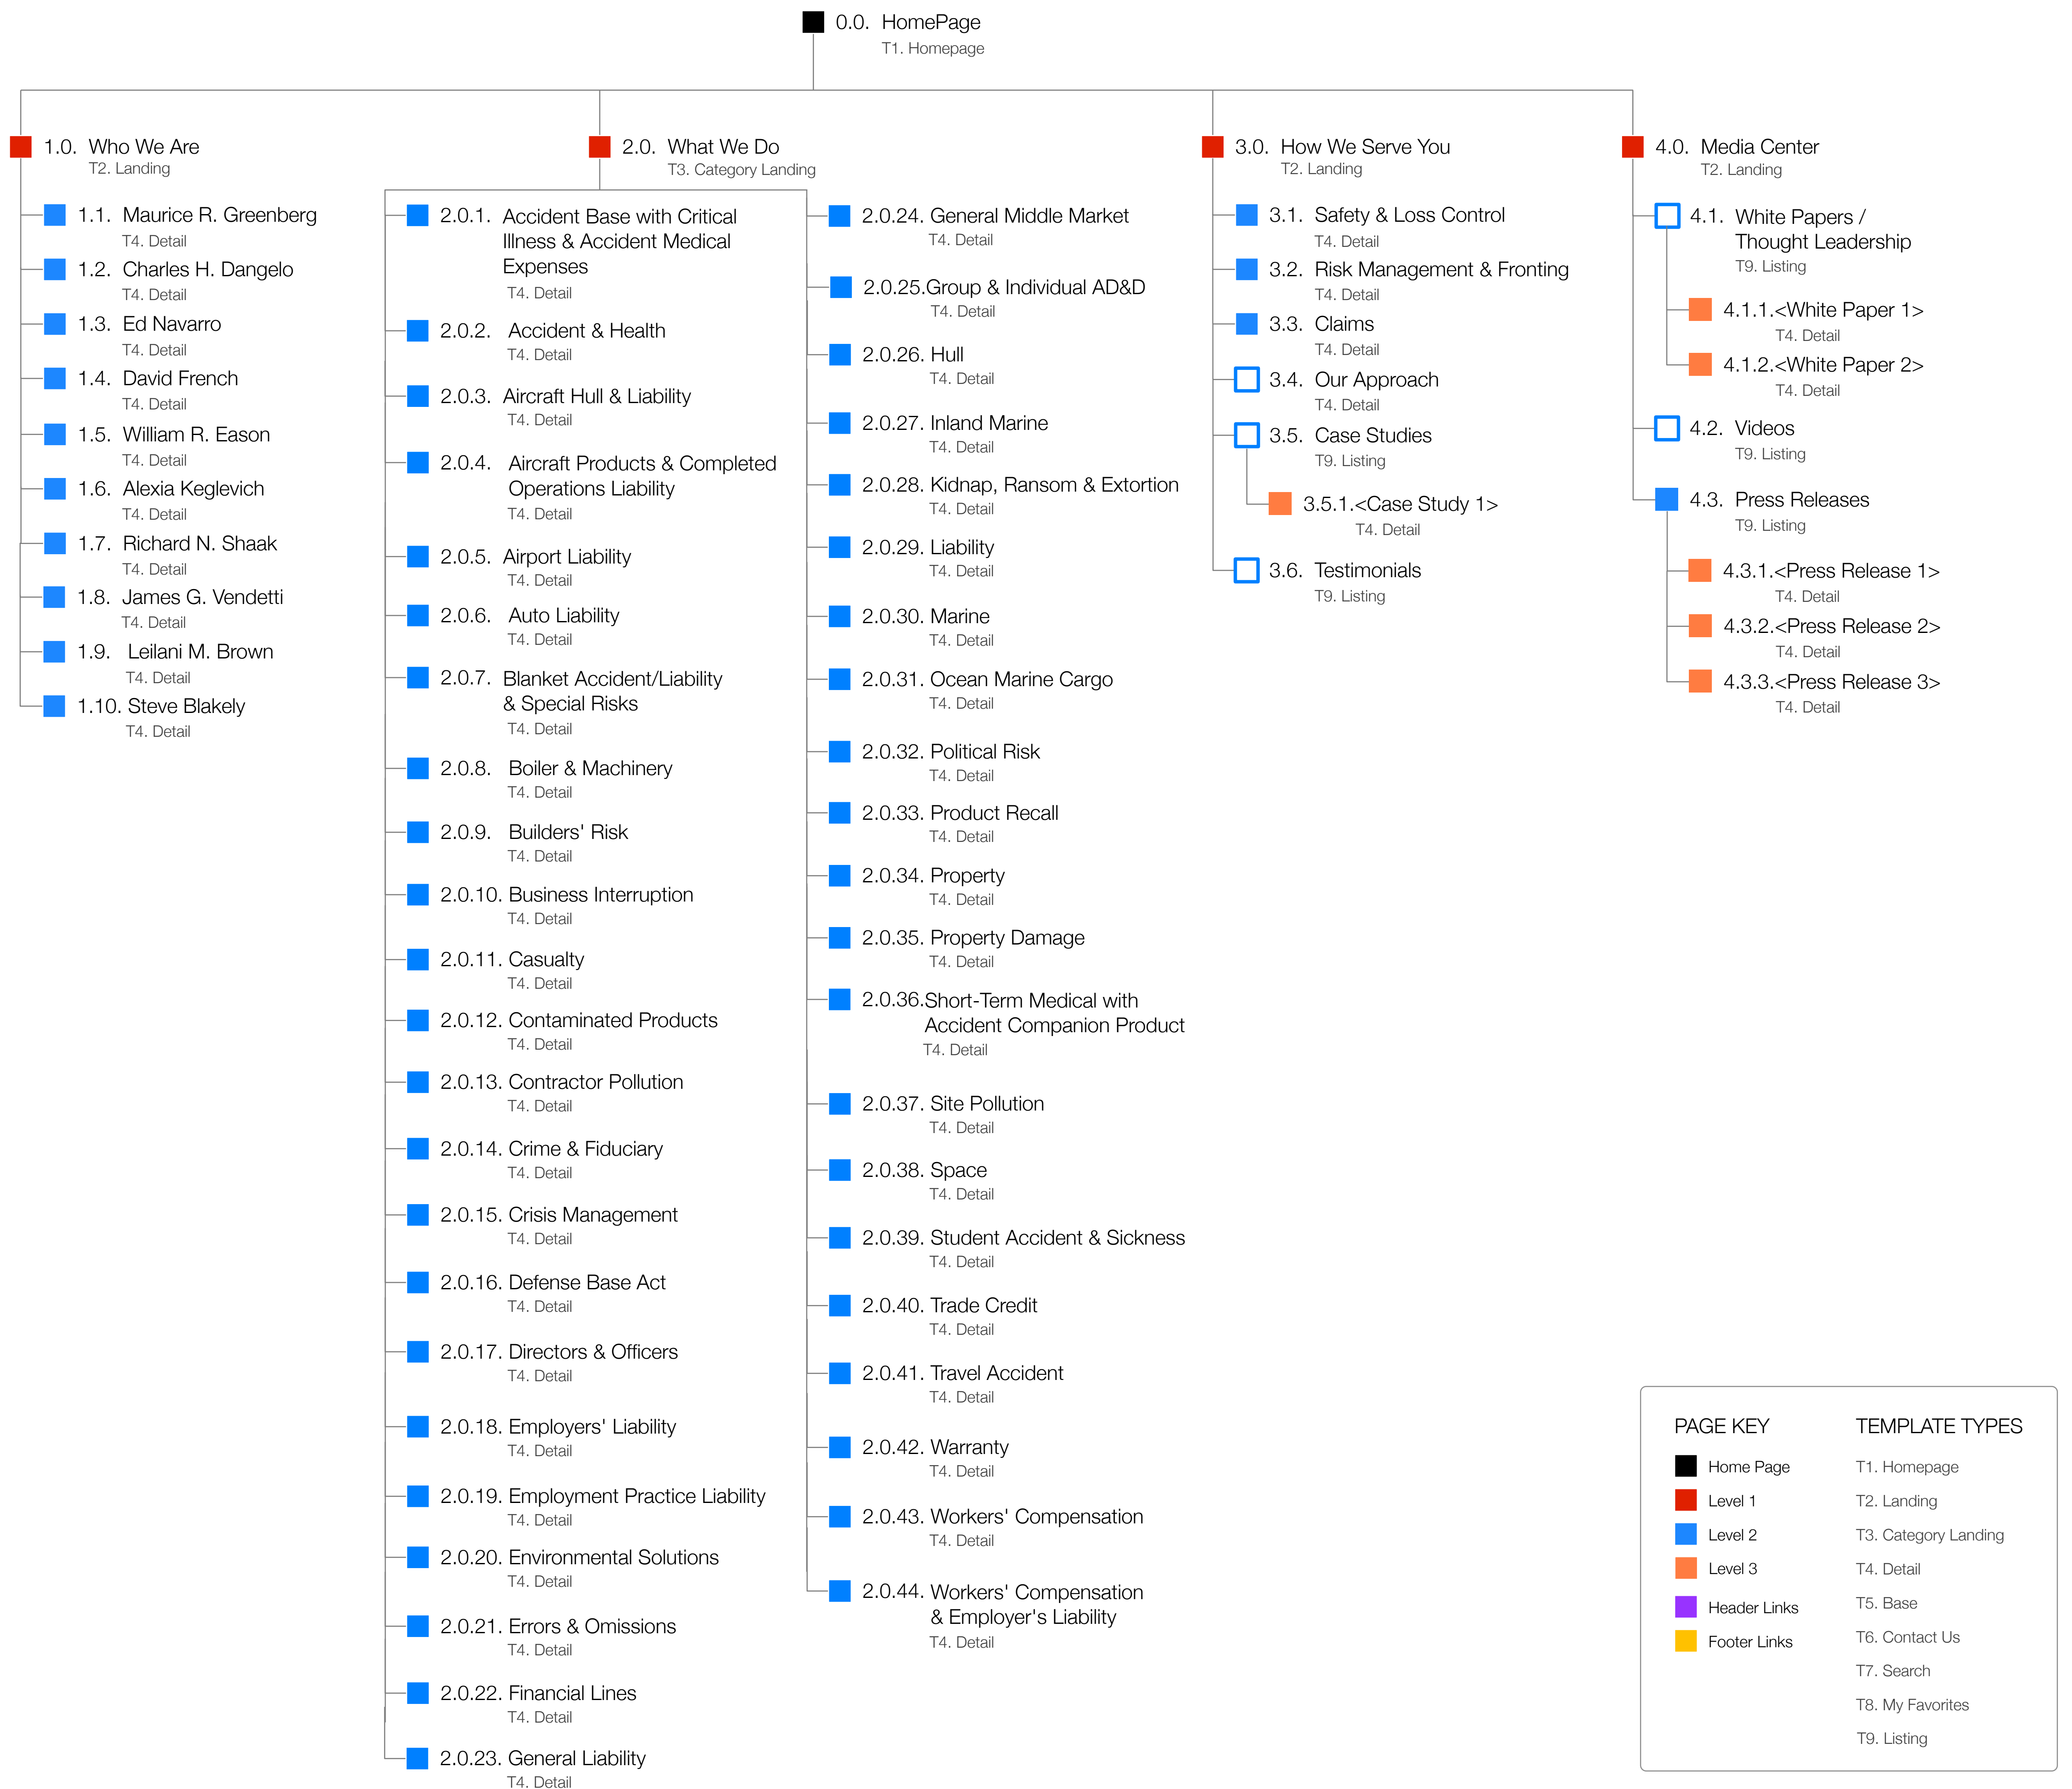 0.0. HomePage
T1. Homepage
1.0. Who We Are
T2. Landing
1.1. Maurice R. Greenberg
T4. Detail
1.2. Charles H. Dangelo
T4. Detail
1.3. Ed Navarro
T4. Detail
1.4. David French
T4. Detail
1.5. William R. Eason
T4. Detail
1.6. Alexia Keglevich
T4. Detail
1.7. Richard N. Shaak
T4. Detail
1.8. James G. Vendetti
T4. Detail
1.9. Leilani M. Brown
T4. Detail
1.10. Steve Blakely
T4. Detail
2.0. What We Do
T3. Category Landing
2.0.1. Accident Base with Critical
Illness & Accident Medical
Expenses
T4. Detail
2.0.2. Accident & Health
T4. Detail
2.0.3. Aircraft Hull & Liability
T4. Detail
2.0.4. Aircraft Products & Completed
Operations Liability
T4. Detail
2.0.5. Airport Liability
T4. Detail
2.0.6. Auto Liability
T4. Detail
2.0.7. Blanket Accident/Liability
& Special Risks
T4. Detail
2.0.8. Boiler & Machinery
T4. Detail
2.0.9. Builders' Risk
T4. Detail
2.0.10. Business Interruption
T4. Detail
2.0.11. Casualty
T4. Detail
2.0.12. Contaminated Products
T4. Detail
2.0.13. Contractor Pollution
T4. Detail
2.0.14. Crime & Fiduciary
T4. Detail
2.0.15. Crisis Management
T4. Detail
2.0.16. Defense Base Act
T4. Detail
2.0.17. Directors & Officers
T4. Detail
2.0.18. Employers' Liability
T4. Detail
2.0.19. Employment Practice Liability
T4. Detail
2.0.20. Environmental Solutions
T4. Detail
2.0.21. Errors & Omissions
T4. Detail
2.0.22. Financial Lines
T4. Detail
2.0.23. General Liability
T4. Detail
2.0.24. General Middle Market
T4. Detail
2.0.25.Group & Individual AD&D
T4. Detail
2.0.26. Hull
T4. Detail
2.0.27. Inland Marine
T4. Detail
2.0.28. Kidnap, Ransom & Extortion
T4. Detail
2.0.29. Liability
T4. Detail
2.0.30. Marine
T4. Detail
2.0.31. Ocean Marine Cargo
T4. Detail
2.0.32. Political Risk
T4. Detail
2.0.33. Product Recall
T4. Detail
2.0.34. Property
T4. Detail
2.0.35. Property Damage
T4. Detail
2.0.36.Short-Term Medical with
Accident Companion Product
T4. Detail
2.0.37. Site Pollution
T4. Detail
2.0.38. Space
T4. Detail
2.0.39. Student Accident & Sickness
T4. Detail
2.0.40. Trade Credit
T4. Detail
2.0.41. Travel Accident
T4. Detail
2.0.42. Warranty
T4. Detail
2.0.43. Workers' Compensation
T4. Detail
2.0.44. Workers' Compensation
& Employer's Liability
T4. Detail
3.0. How We Serve You
T2. Landing
3.1. Safety & Loss Control
T4. Detail
3.2. Risk Management & Fronting
T4. Detail
3.3. Claims
T4. Detail
3.4. Our Approach
T4. Detail
3.5. Case Studies
T9. Listing
3.5.1.<Case Study 1>
T4. Detail
3.6. Testimonials
T9. Listing
4.0. Media Center
T2. Landing
4.1. White Papers /
Thought Leadership
T9. Listing
4.1.1.<White Paper 1>
T4. Detail
4.1.2.<White Paper 2>
T4. Detail
4.2. Videos
T9. Listing
4.3. Press Releases
T9. Listing
4.3.1.<Press Release 1>
T4. Detail
4.3.2.<Press Release 2>
T4. Detail
4.3.3.<Press Release 3>
T4. Detail
PAGE KEY
Home Page
Level 1
Level 2
Level 3
Header Links
Footer Links
TEMPLATE TYPES
T1. Homepage
T2. Landing
T3. Category Landing
T4. Detail
T5. Base
T6. Contact Us
T7. Search
T8. My Favorites
T9. Listing